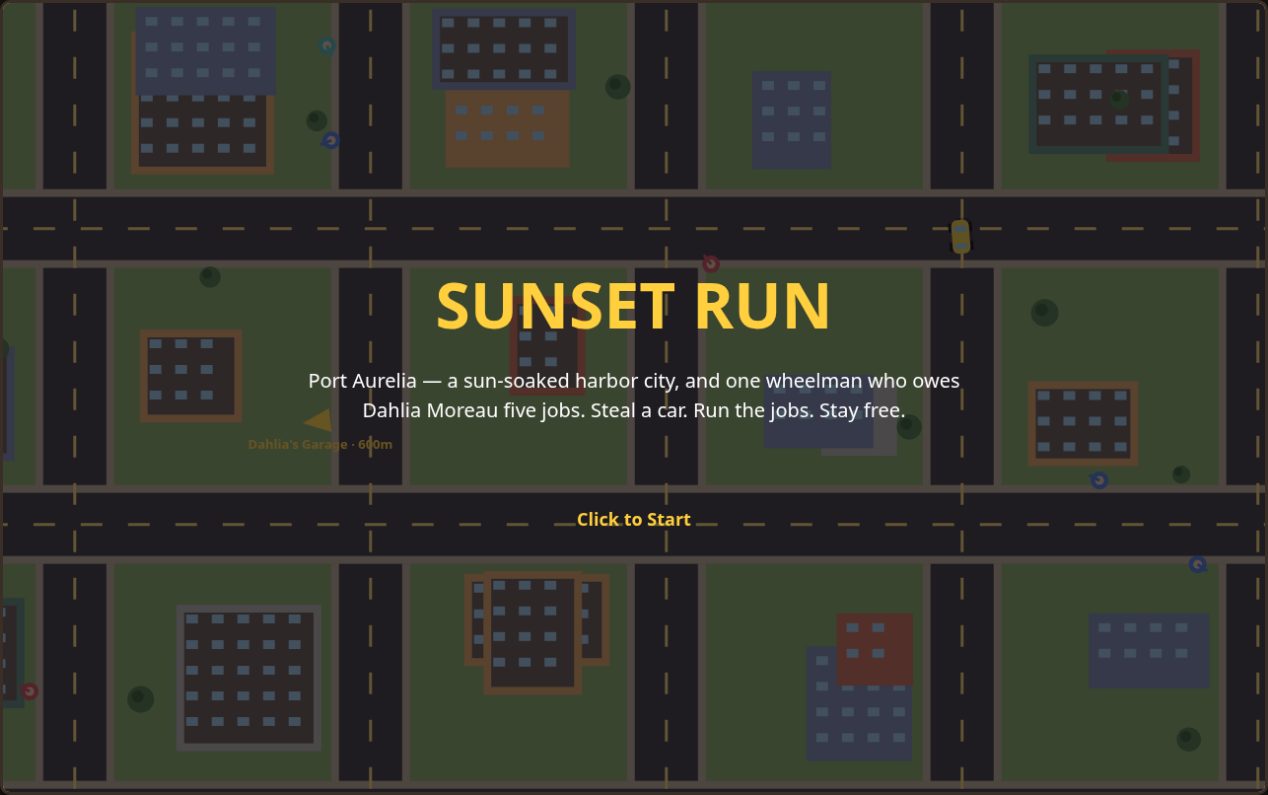 SUNSET RUN
Port Aurelia — a sun-soaked harbor city, and one wheelman who owes
Dahlia Moreau five jobs. Steal a car. Run the jobs. Stay free.
Dahlia's Garage · 600m
Click to Start